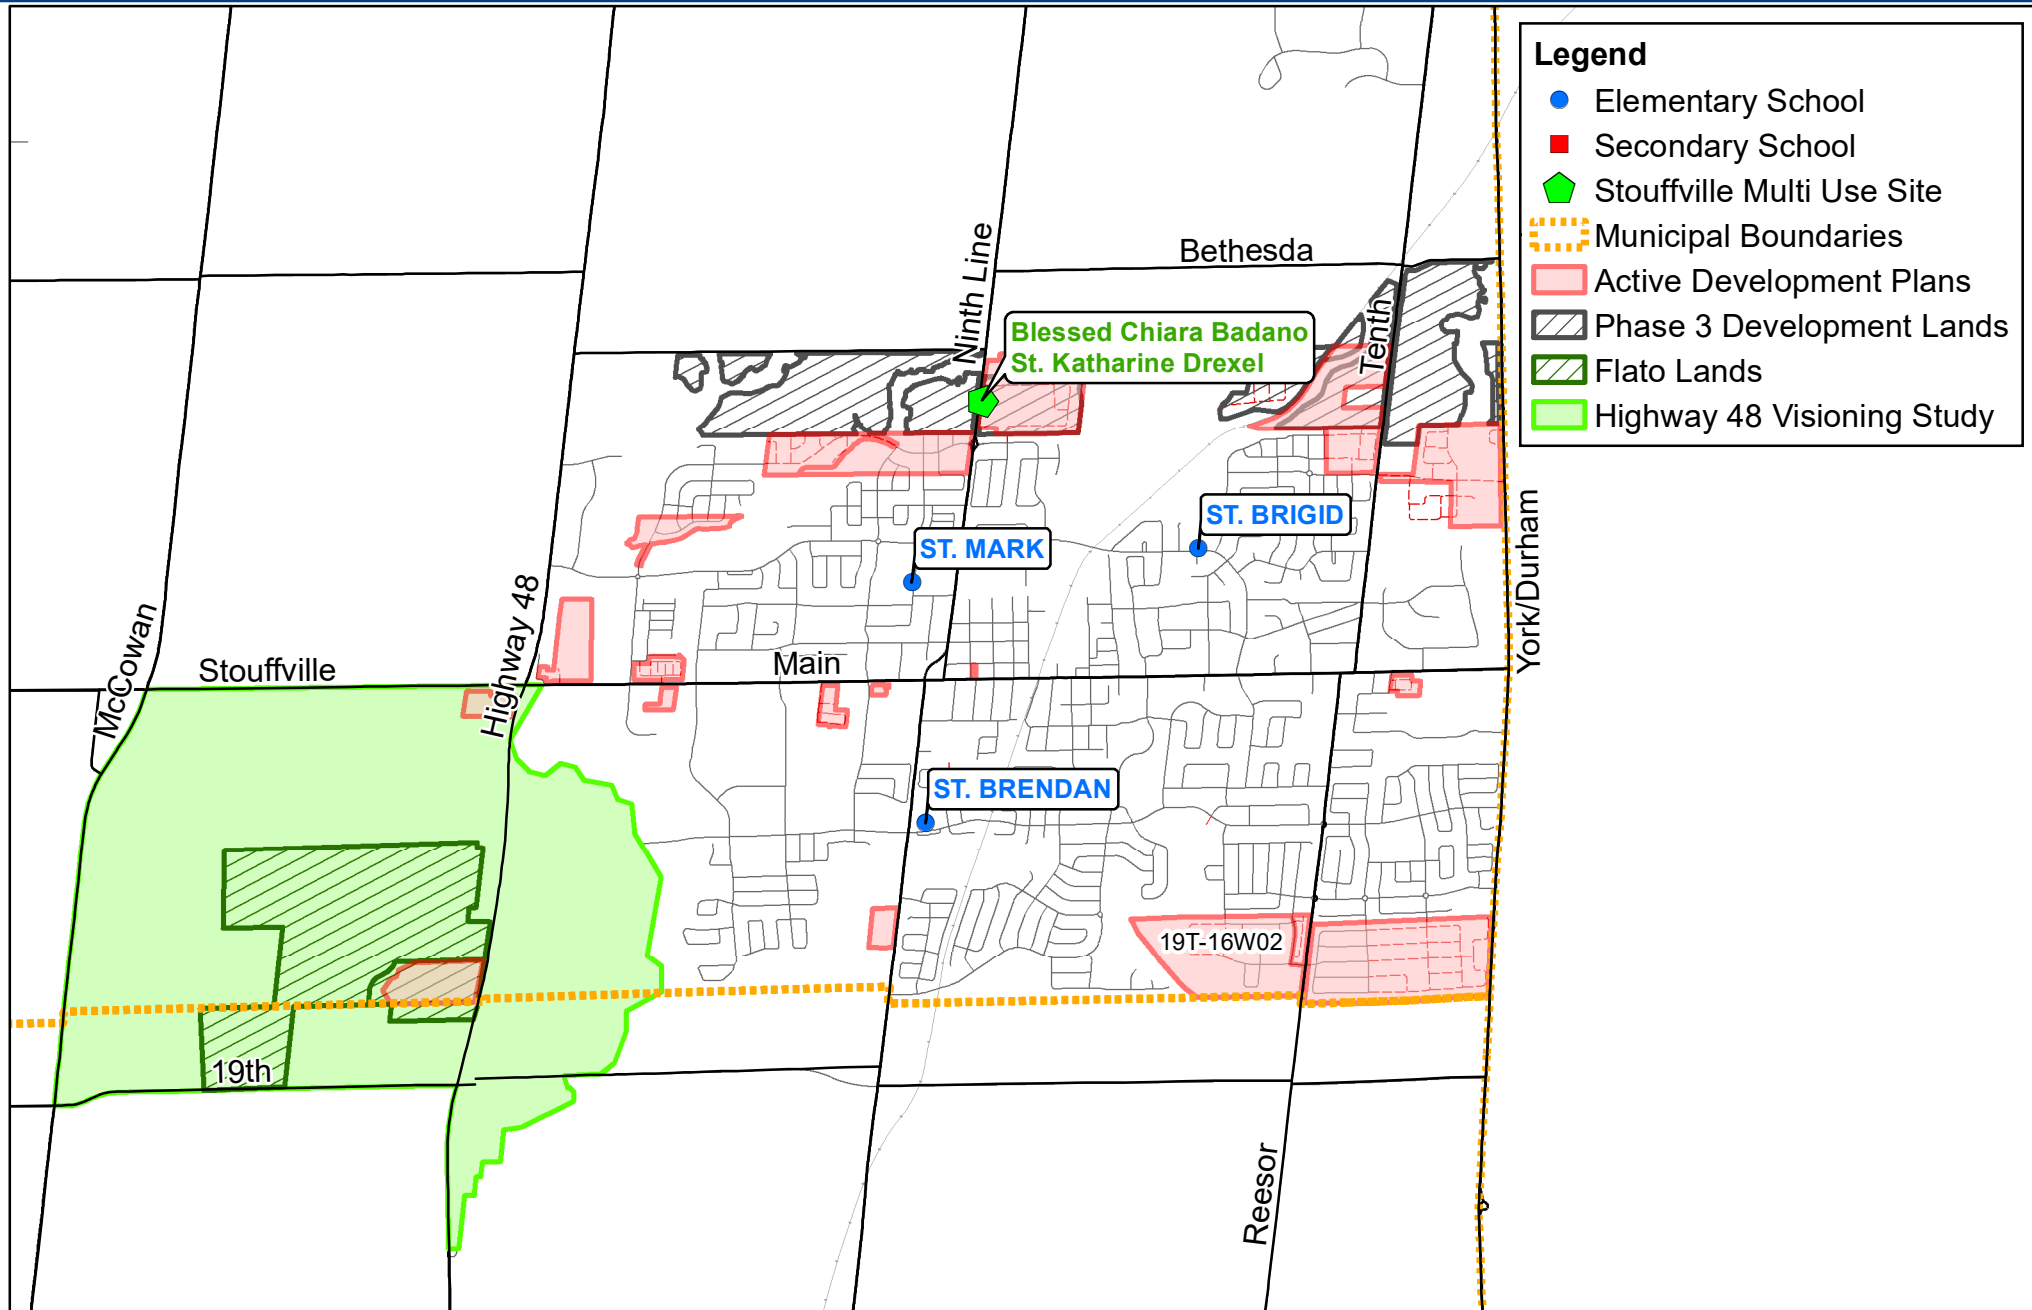 Legend
Elementary School
Secondary School
Stouffville Multi Use Site
Municipal Boundaries
Active Development Plans
Phase 3 Development Lands
Flato Lands
Highway 48 Visioning Study
Bethesda
Ninth Line
Blessed Chiara Badano
St. Katharine Drexel
Tenth
ST. BRIGID
ST. MARK
York/Durham
McCowan
Highway 48
Stouffville
Main
ST. BRENDAN
19T-16W02
19th
Reesor